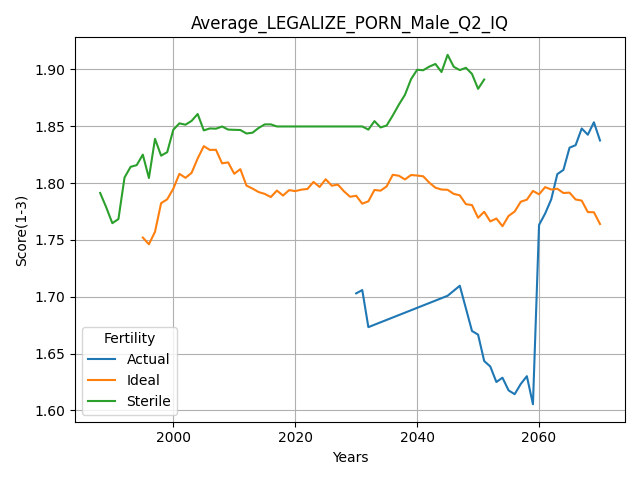 Average_LEGALIZE_PORN_Male_Q2_IQ
Score(1-3)
1.90
1.85
1.80
1.75
1.70
1.65
1.60
Fertility
Actual
Ideal
Sterile
2000
2020
2040
2060
Years